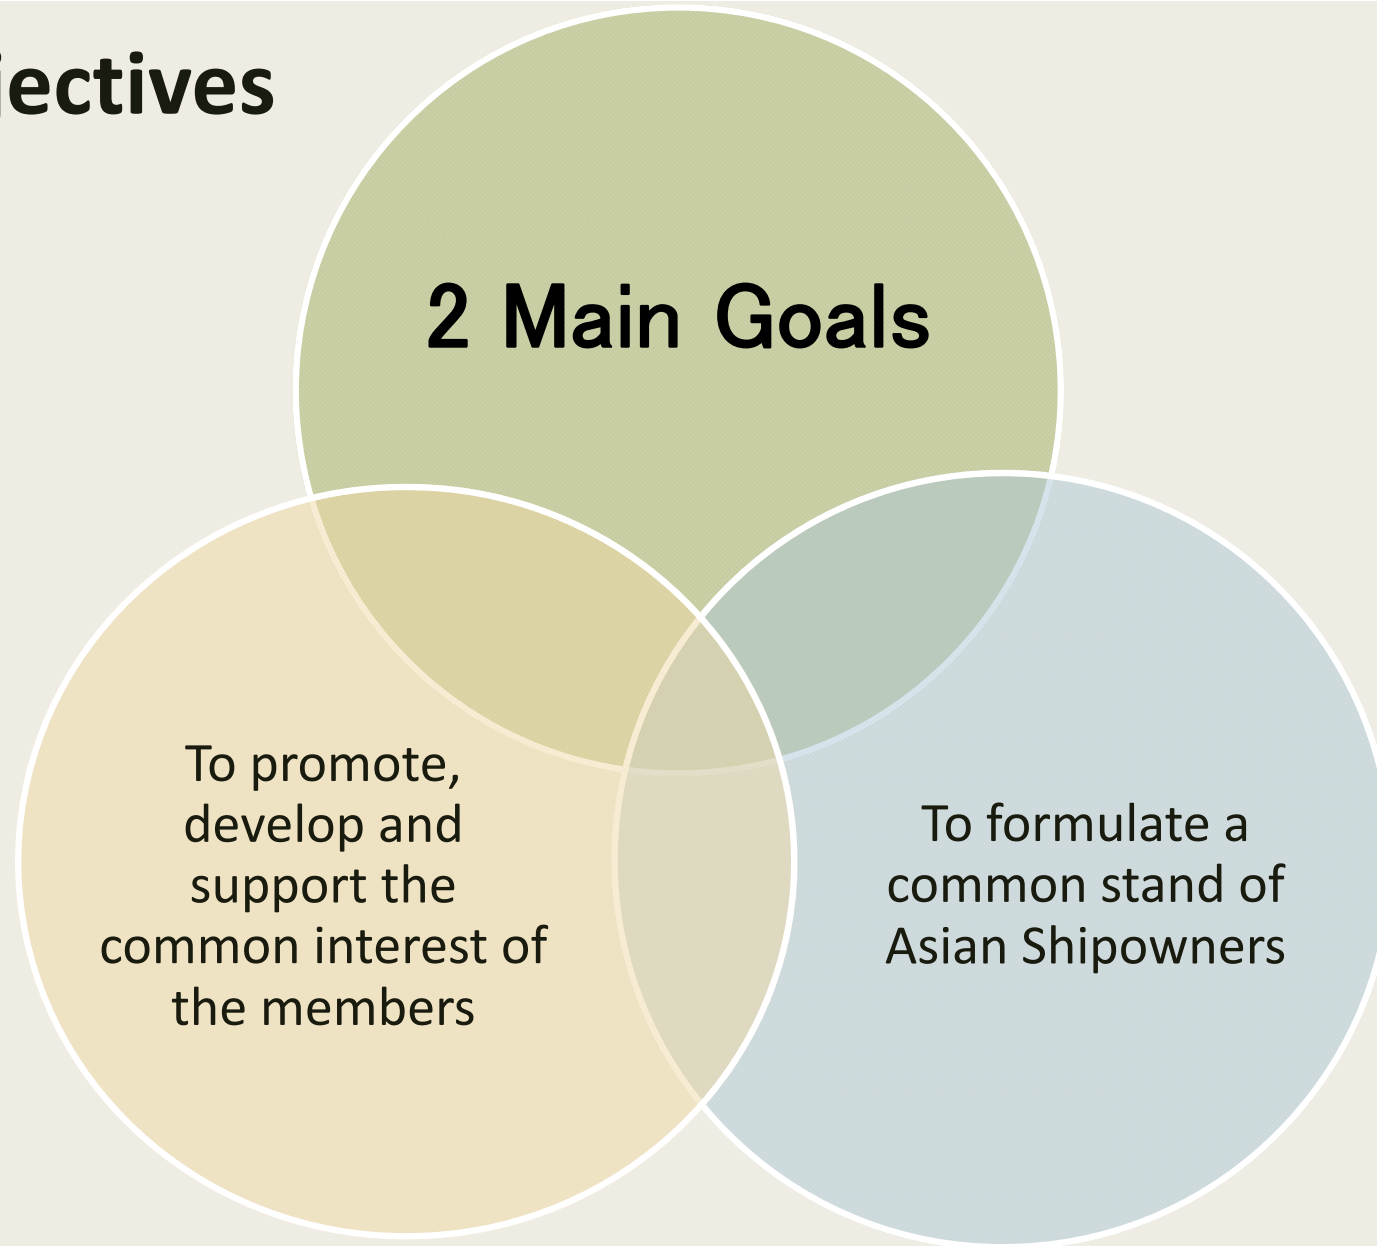 jectives
2 Main Goals
To promote,
develop and
support the
common interest of
the members
To formulate a
common stand of
Asian Shipowners